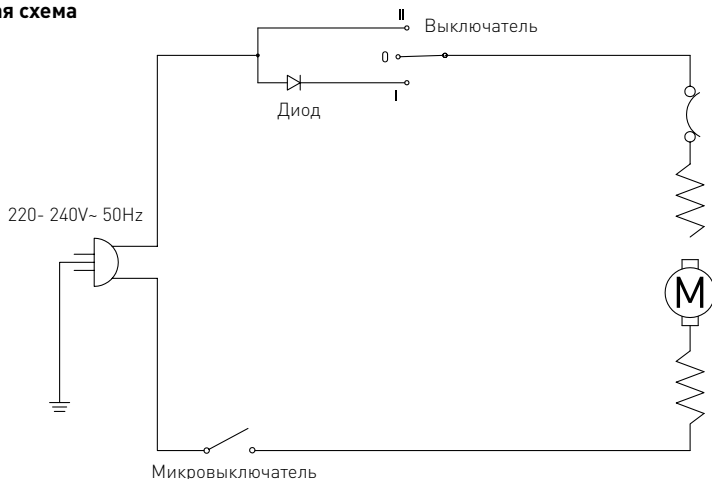 ая схема
II
Выключатель
0
I
Диод
220- 240V~ 50Hz
M
Микровыключатель